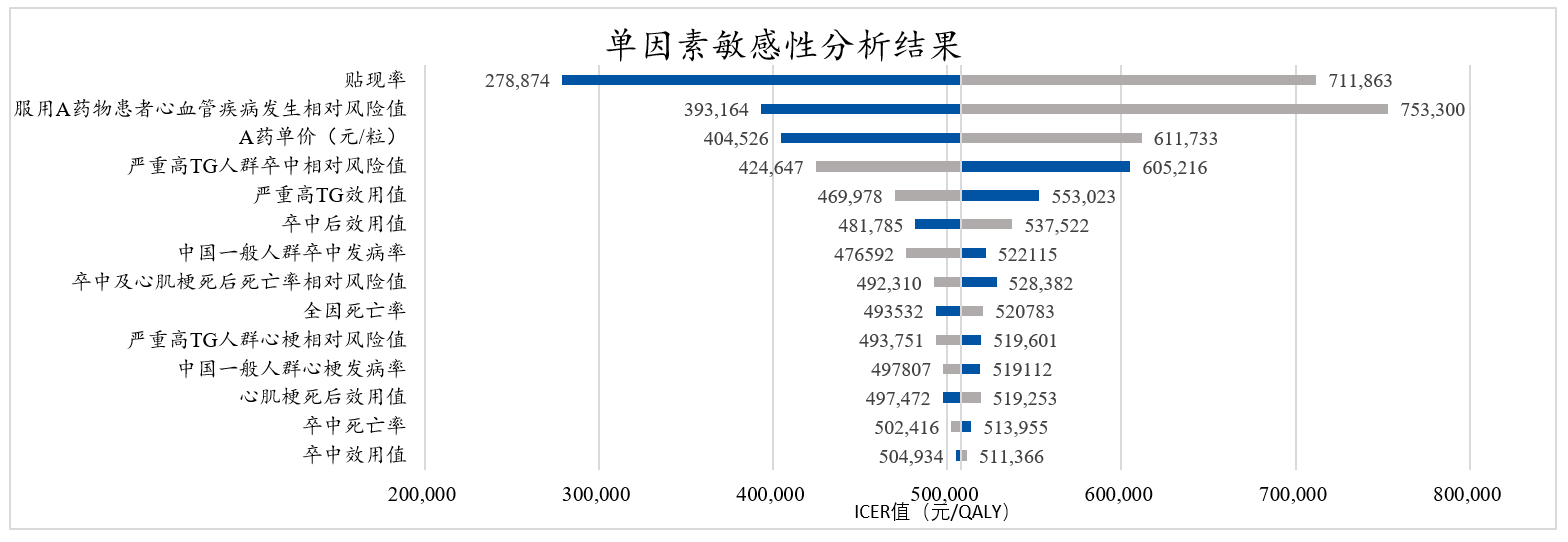 单因素敏感性分析结果
贴现率 278,874 711,863
服用A药物患者心血管疾病发生相对风险值 393,164 753,300
A药单价（元/粒） 404,526 611,733
严重高TG人群卒中相对风险值 424,647 605,216
严重高TG效用值 469,978 553,023
卒中后效用值 481,785 537,522
中国一般人群卒中发病率 476592 522115
卒中及心肌梗死后死亡率相对风险值 492,310 528,382
全因死亡率 493532 520783
严重高TG人群心梗相对风险值 493,751 519,601
中国一般人群心梗发病率 497807 519112
心肌梗死后效用值 497,472 519,253
卒中死亡率 502,416 513,955
卒中效用值 504,934 511,366
200,000 300,000 400,000 500,000 600,000 700,000 800,000
ICER值（元/QALY）